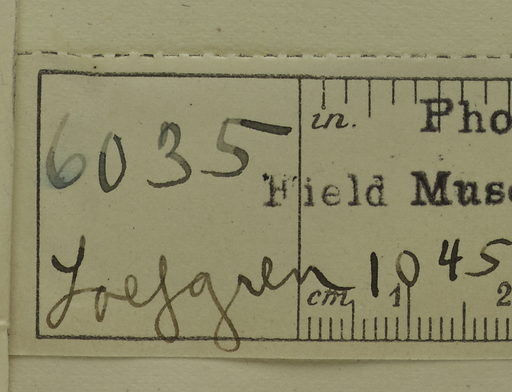 6035
in. Pho
Field Muse
Loefgren 1045
cm. 1 2